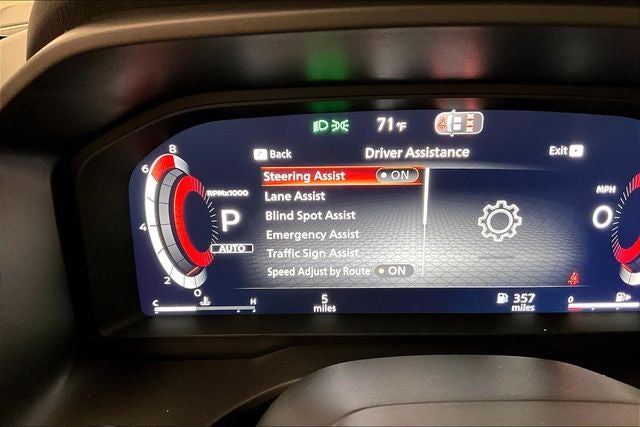 71°F
Back Driver Assistance Exit
Steering Assist ON
Lane Assist
Blind Spot Assist
Emergency Assist
Traffic Sign Assist
Speed Adjust by Route ON
8
6
4
2
0
RPMx1000
P
AUTO
MPH
0
C H
5
miles
357
miles
0